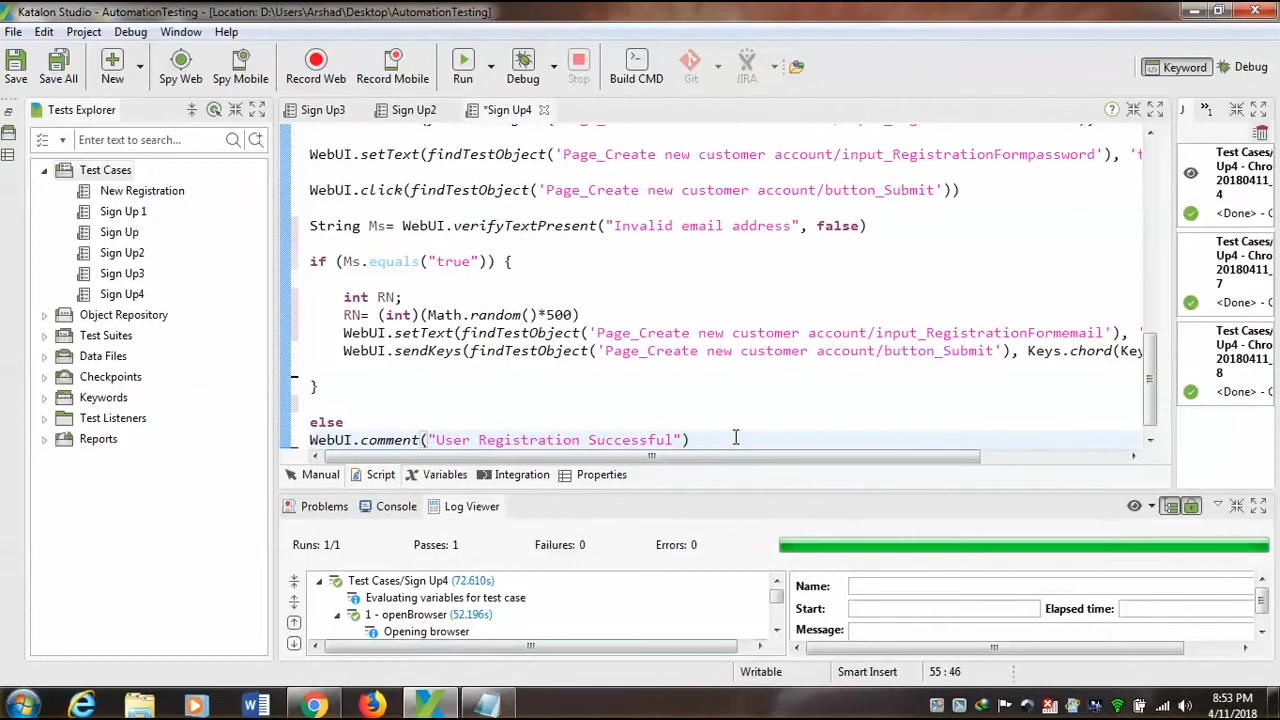 Katalon Studio - AutomationTesting - [Location: D:\Users\Arshad\Desktop\AutomationTesting]
File Edit Project Debug Window Help
Save Save All New Spy Web Spy Mobile Record Web Record Mobile Run Debug Stop Build CMD Git JIRA Keyword Debug
Tests Explorer
Enter text to search...
Test Cases
New Registration
Sign Up 1
Sign Up
Sign Up2
Sign Up3
Sign Up4
Object Repository
Test Suites
Data Files
Checkpoints
Keywords
Test Listeners
Reports
Sign Up3 Sign Up2 *Sign Up4
WebUI.setText(findTestObject('Page_Create new customer account/input_RegistrationFormpassword'), 't
WebUI.click(findTestObject('Page_Create new customer account/button_Submit'))
String Ms= WebUI.verifyTextPresent("Invalid email address", false)
if (Ms.equals("true")) {
int RN;
RN= (int)(Math.random()*500)
WebUI.setText(findTestObject('Page_Create new customer account/input_RegistrationFormemail'), '
WebUI.sendKeys(findTestObject('Page_Create new customer account/button_Submit'), Keys.chord(Key
}
else
WebUI.comment("User Registration Successful")
Manual Script Variables Integration Properties
J
Test Cases/
Up4 - Chro
20180411_
4
<Done> - C
Test Cases/
Up4 - Chro
20180411_
7
<Done> - C
Test Cases/
Up4 - Chro
20180411_
8
<Done> - C
Problems Console Log Viewer
Runs: 1/1 Passes: 1 Failures: 0 Errors: 0
Test Cases/Sign Up4 (72.610s)
Evaluating variables for test case
1 - openBrowser (52.196s)
Opening browser
Name:
Start: Elapsed time:
Message:
Writable Smart Insert 55 : 46
8:53 PM
4/11/2018